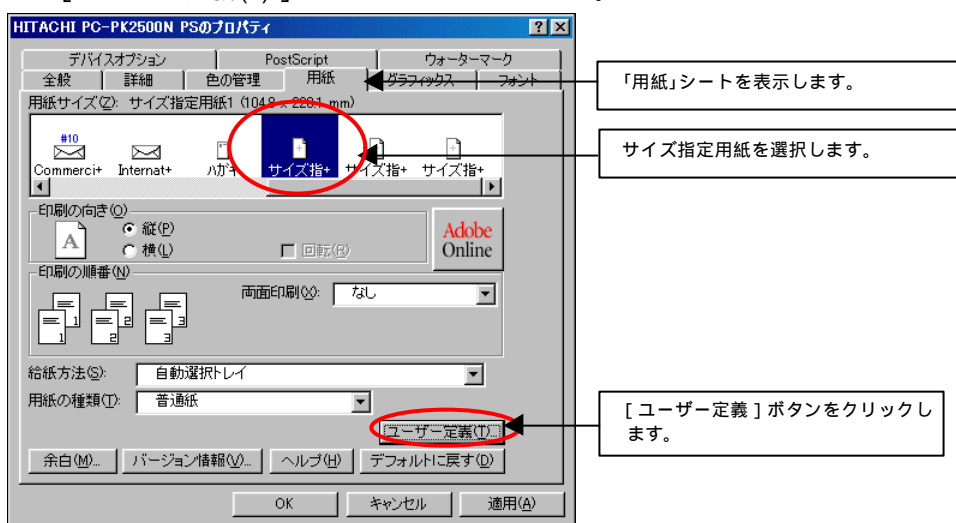 HITACHI PC-PK2500N PSのプロパティ
デバイスオプション PostScript ウォーターマーク
全般 詳細 色の管理 用紙 グラフィックス フォント
「用紙」シートを表示します。
用紙サイズ(Z): サイズ指定用紙1 (104.8 x 228.1 mm)
#10
Commerci+ Internat+ ハガキ サイズ指+ サイズ指+ サイズ指+
サイズ指定用紙を選択します。
印刷の向き(O)
A
縦(P)
横(L)
回転(R)
Adobe
Online
印刷の順番(N)
1 1 2 2 3 3
両面印刷(X): なし
給紙方法(S): 自動選択トレイ
用紙の種類(T): 普通紙
ユーザー定義(T)...
[ ユーザー定義 ] ボタンをクリックし
ます。
余白(M)... バージョン情報(V)... ヘルプ(H) デフォルトに戻す(D)
OK キャンセル 適用(A)